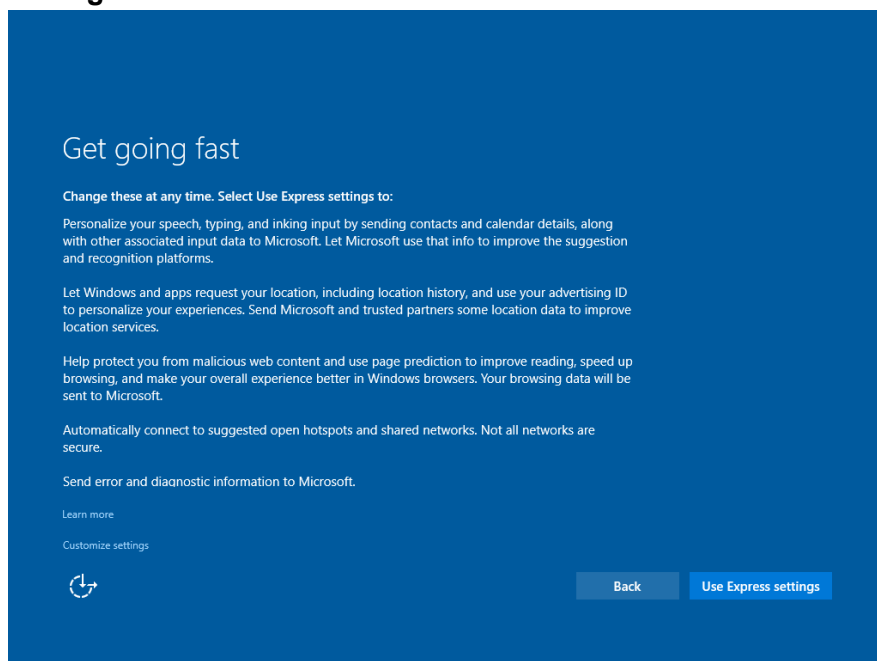 Get going fast
Change these at any time. Select Use Express settings to:
Personalize your speech, typing, and inking input by sending contacts and calendar details, along
with other associated input data to Microsoft. Let Microsoft use that info to improve the suggestion
and recognition platforms.
Let Windows and apps request your location, including location history, and use your advertising ID
to personalize your experiences. Send Microsoft and trusted partners some location data to improve
location services.
Help protect you from malicious web content and use page prediction to improve reading, speed up
browsing, and make your overall experience better in Windows browsers. Your browsing data will be
sent to Microsoft.
Automatically connect to suggested open hotspots and shared networks. Not all networks are
secure.
Send error and diagnostic information to Microsoft.
Learn more
Customize settings
Back
Use Express settings